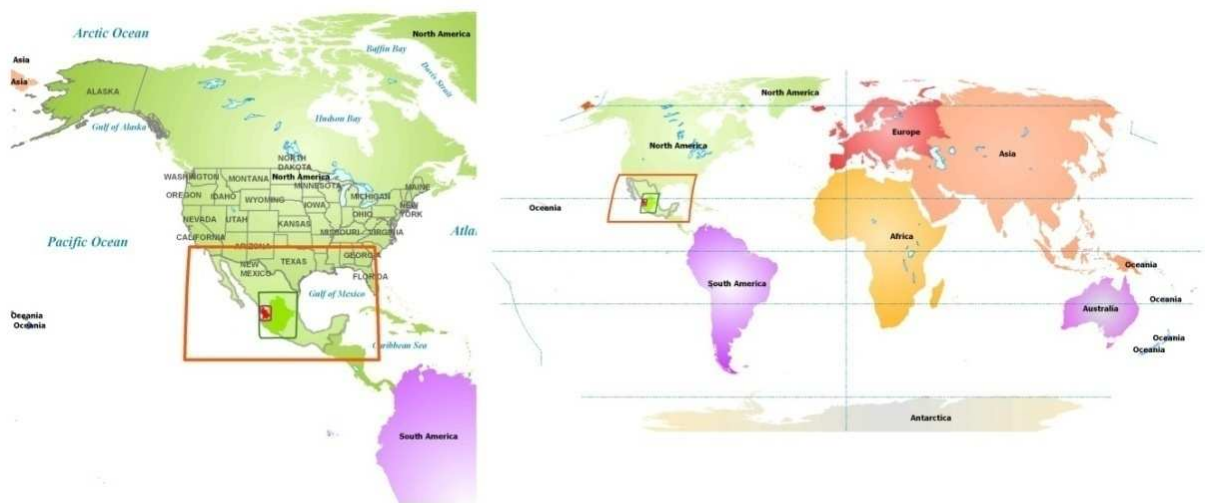 Arctic Ocean
North America
Baffin Bay
Asia
Davis Strait
Asia
ALASKA
Gulf of Alaska
Hudson Bay
NORTH
DAKOTA
WASHINGTON
MONTANA
North America
MINNESOTA
MAINE
OREGON
IDAHO
WYOMING
MICHIGAN
IOWA
NEW
YORK
NEVADA
UTAH
OHIO
KANSAS
MISSOURI
VIRGINIA
CALIFORNIA
Pacific Ocean
Atla
ARIZONA
NEW
MEXICO
TEXAS
GEORGIA
FLORIDA
Gulf of Mexico
Oceania
Oceania
Caribbean Sea
South America
North America
North America
Europe
Asia
Oceania
Africa
Oceania
South America
Australia
Oceania
Oceania
Oceania
Antarctica